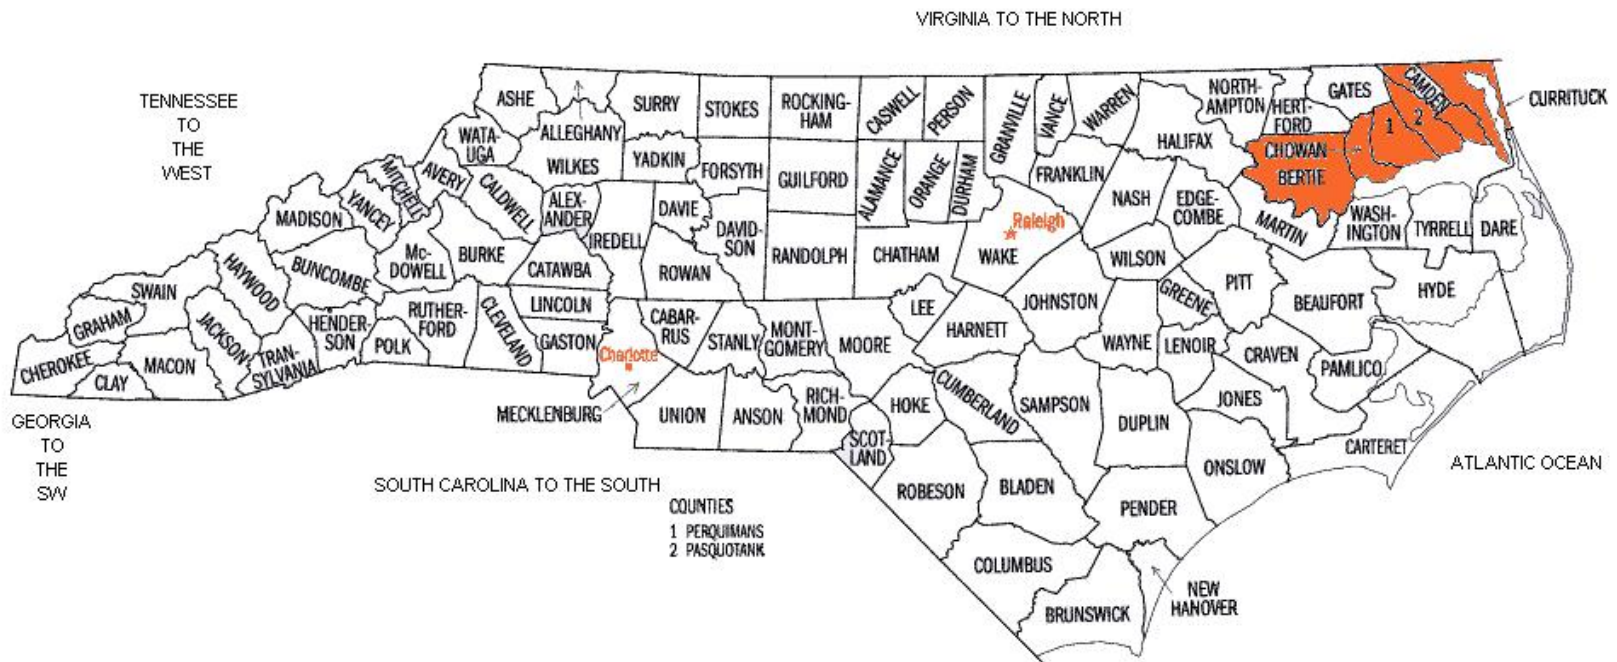 VIRGINIA TO THE NORTH
TENNESSEE
TO
THE
WEST
ASHE
ALLEGHANY
SURRY
STOKES
ROCKING-
HAM
CASWELL
PERSON
GRANVILLE
VANCE
WARREN
NORTH-
AMPTON
HERT-
FORD
GATES
CAMDEN
CURRITUCK
WATA-
UGA
WILKES
YADKIN
FORSYTH
GUILFORD
ALAMANCE
ORANGE
DURHAM
FRANKLIN
HALIFAX
CHOWAN
1
2
BERTIE
MITCHELL
AVERY
CALDWELL
ALEX-
ANDER
IREDELL
DAVIE
DAVID-
SON
RANDOLPH
CHATHAM
Raleigh
WAKE
NASH
EDGE-
COMBE
MARTIN
WASH-
INGTON
TYRRELL
DARE
MADISON
YANCEY
Mc-
DOWELL
BURKE
CATAWBA
ROWAN
WILSON
PITT
BEAUFORT
HYDE
SWAIN
HAYWOOD
BUNCOMBE
RUTHER-
FORD
CLEVELAND
LINCOLN
GASTON
CABAR-
RUS
STANLY
MONT-
GOMERY
MOORE
LEE
HARNETT
JOHNSTON
GREENE
WAYNE
LENOIR
CRAVEN
PAMLICO
GRAHAM
CHEROKEE
CLAY
MACON
JACKSON
TRAN-
SYLVANIA
HENDER-
SON
POLK
Charlotte
MECKLENBURG
UNION
ANSON
RICH-
MOND
SCOT-
LAND
HOKE
CUMBERLAND
SAMPSON
DUPLIN
JONES
CARTERET
ONSLOW
GEORGIA
TO
THE
SW
SOUTH CAROLINA TO THE SOUTH
ATLANTIC OCEAN
ROBESON
BLADEN
PENDER
COUNTIES
1 PERQUIMANS
2 PASQUOTANK
COLUMBUS
BRUNSWICK
NEW
HANOVER